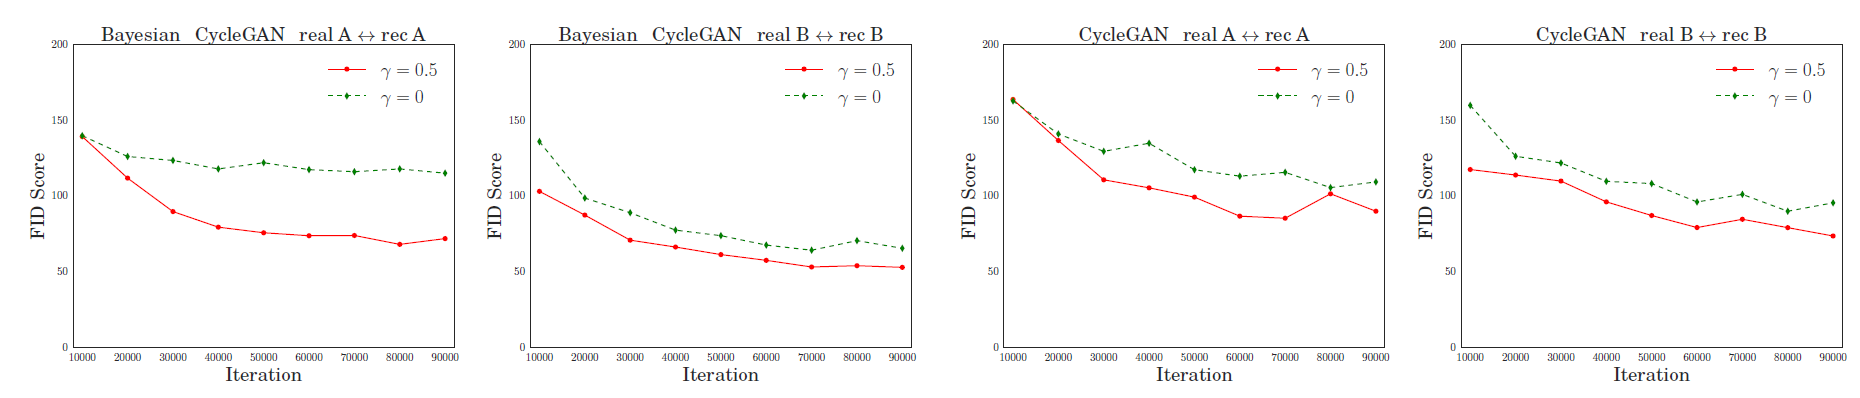 Bayesian CycleGAN real A ↔ rec A
200
150
100
50
0
FID Score
γ = 0.5
γ = 0
10000 20000 30000 40000 50000 60000 70000 80000 90000
Iteration
Bayesian CycleGAN real B ↔ rec B
200
150
100
50
0
FID Score
γ = 0.5
γ = 0
10000 20000 30000 40000 50000 60000 70000 80000 90000
Iteration
CycleGAN real A ↔ rec A
200
150
100
50
0
FID Score
γ = 0.5
γ = 0
10000 20000 30000 40000 50000 60000 70000 80000 90000
Iteration
CycleGAN real B ↔ rec B
200
150
100
50
0
FID Score
γ = 0.5
γ = 0
10000 20000 30000 40000 50000 60000 70000 80000 90000
Iteration